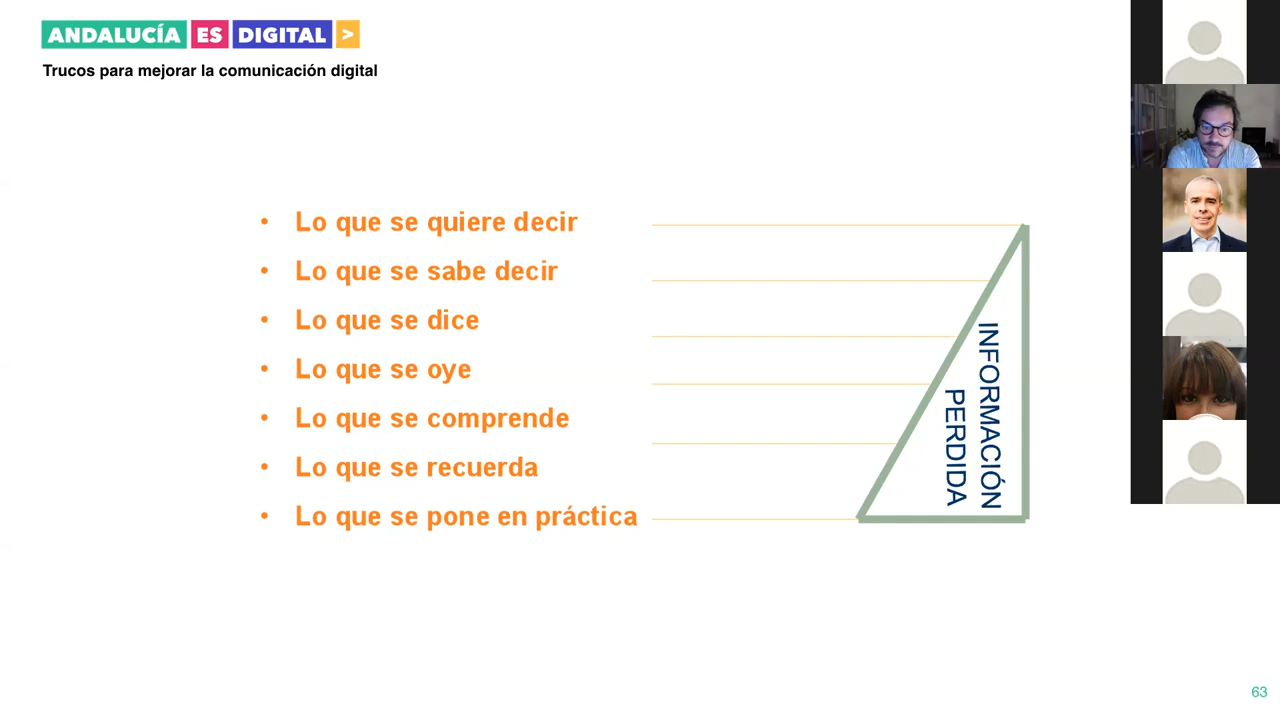 ANDALUCÍA ES DIGITAL >
Trucos para mejorar la comunicación digital
• Lo que se quiere decir
• Lo que se sabe decir
• Lo que se dice
• Lo que se oye
• Lo que se comprende
• Lo que se recuerda
• Lo que se pone en práctica
INFORMACIÓN
PERDIDA
63